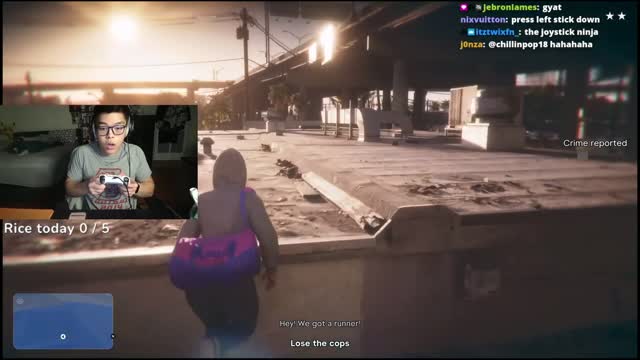 jebronlames: gyat
nixvuitton: press left stick down
itztwixfn_: the joystick ninja
j0nza: @chillinpop18 hahahaha
Crime reported
Rice today 0 / 5
Hey! We got a runner!
Lose the cops